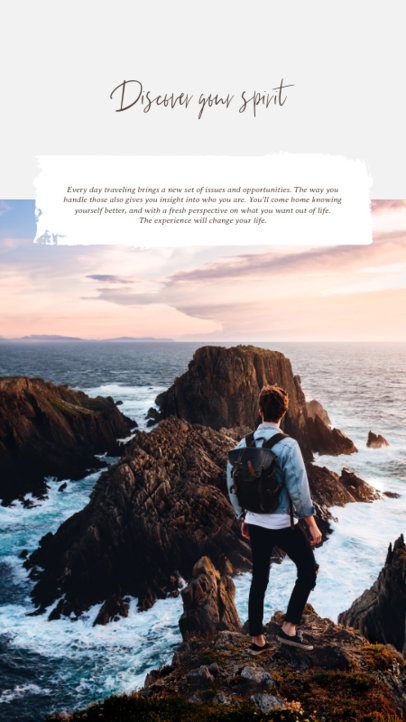 Discover your spirit
Every day traveling brings a new set of issues and opportunities. The way you
handle those also gives you insight into who you are. You'll come home knowing
yourself better, and with a fresh perspective on what you want out of life.
The experience will change your life.